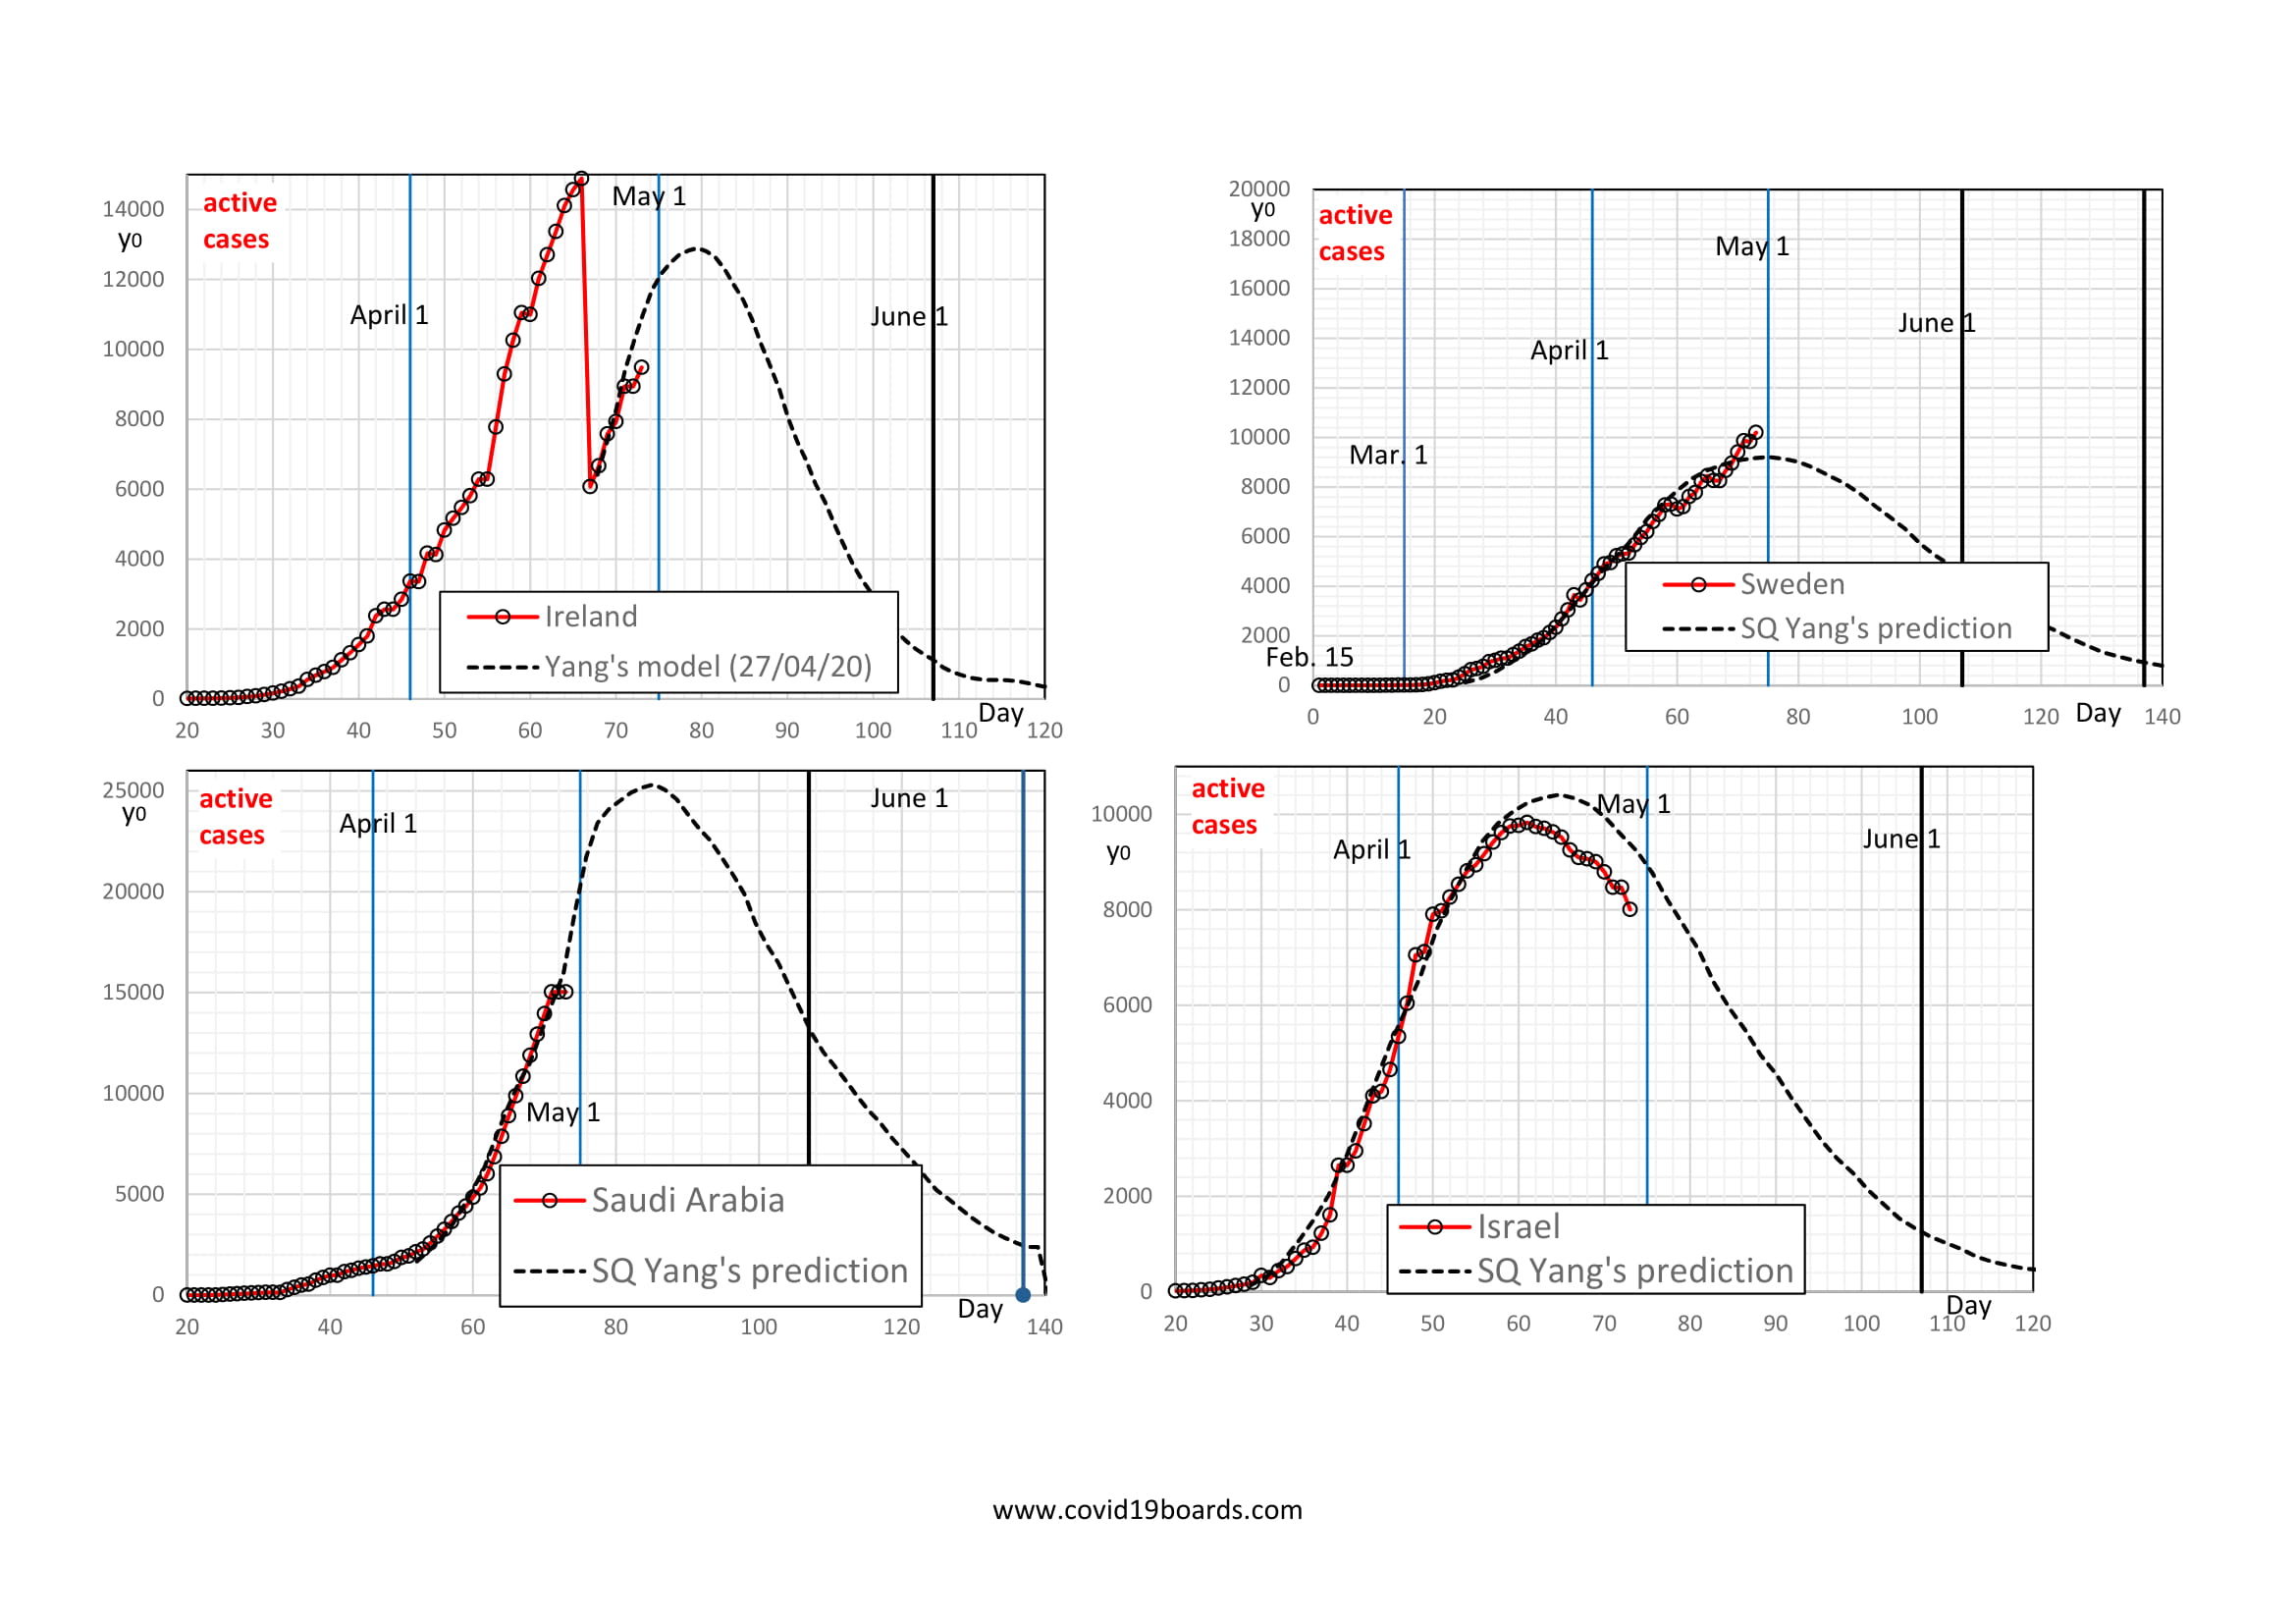 active
cases
14000
y0
12000
10000
8000
6000
4000
2000
0
April 1
May 1
June 1
Ireland
Yang's model (27/04/20)
Day
20 30 40 50 60 70 80 90 100 110 120
20000
y0
18000
16000
14000
12000
10000
8000
6000
4000
2000
0
active
cases
Mar. 1
Feb. 15
April 1
May 1
June 1
Sweden
SQ Yang's prediction
0 20 40 60 80 100 120 Day 140
25000
y0
20000
15000
10000
5000
0
active
cases
April 1
May 1
June 1
Saudi Arabia
SQ Yang's prediction
Day
20 40 60 80 100 120 140
10000
y0
8000
6000
4000
2000
0
active
cases
April 1
May 1
June 1
Israel
SQ Yang's prediction
Day
20 30 40 50 60 70 80 90 100 110 120
www.covid19boards.com